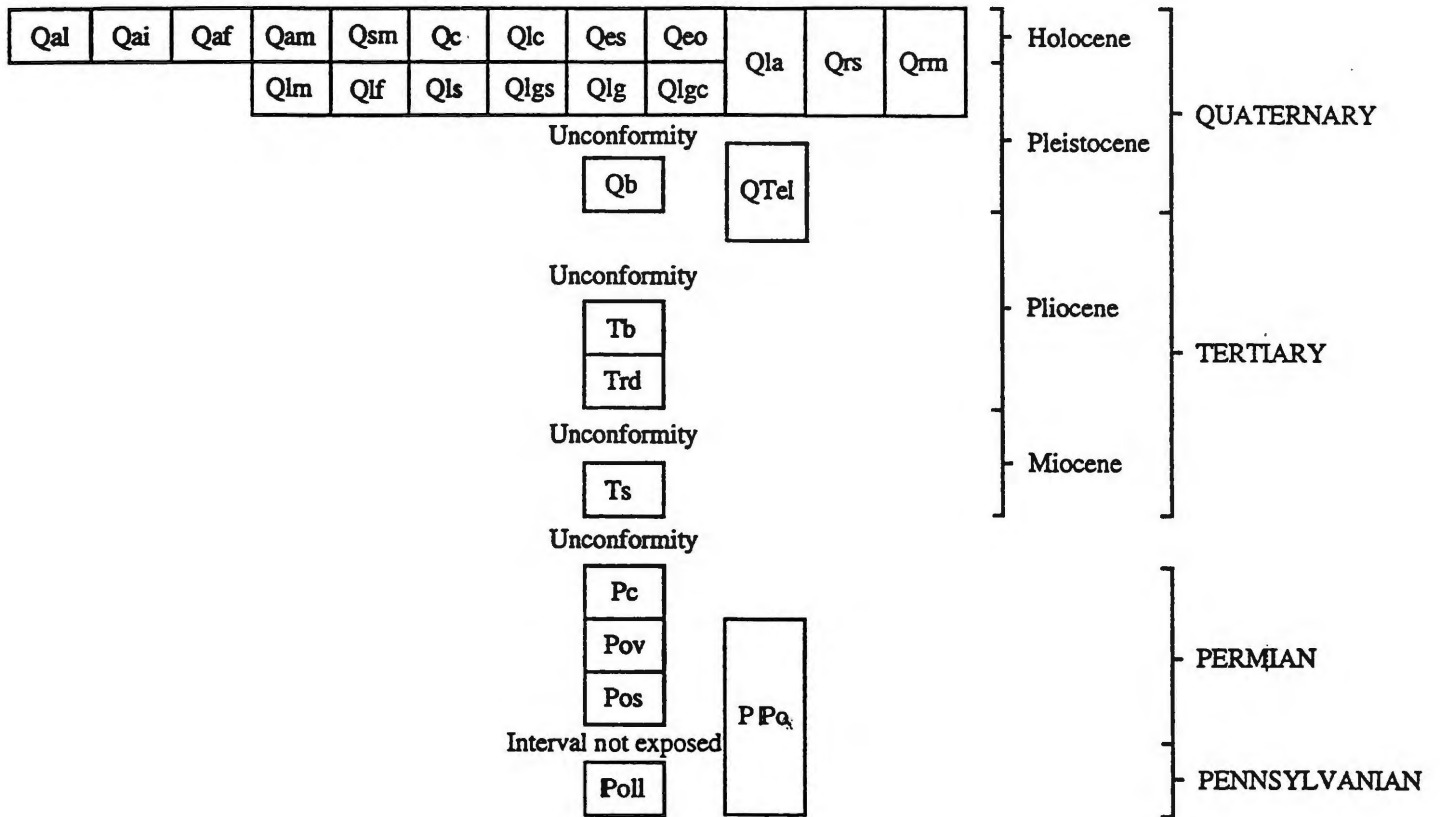 Qal Qai Qaf Qam Qsm Qc Qlc Qes Qeo Qla Qrs Qrm Holocene
Qlm Qlf Qls Qlgs Qlg Qlgc
QUATERNARY
Unconformity Pleistocene
Qb QTel
Unconformity
Pliocene
Tb
TERTIARY
Trd
Unconformity
Miocene
Ts
Unconformity
Pc
Pov PERMIAN
Pos
PIPo
Interval not exposed
IPoll PENNSYLVANIAN